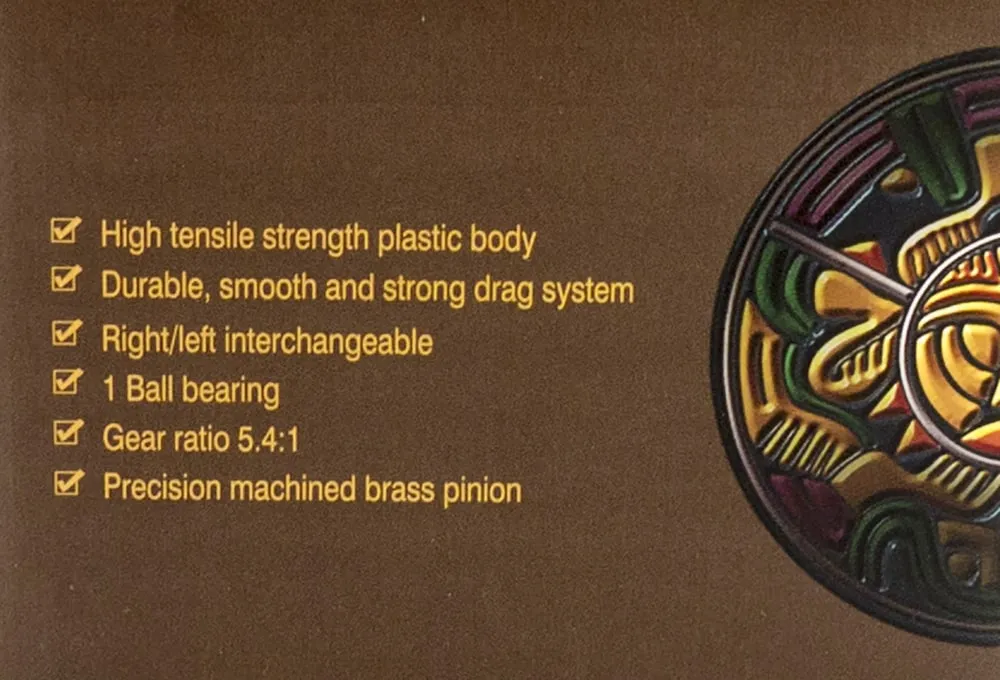 High tensile strength plastic body
Durable, smooth and strong drag system
Right/left interchangeable
1 Ball bearing
Gear ratio 5.4:1
Precision machined brass pinion